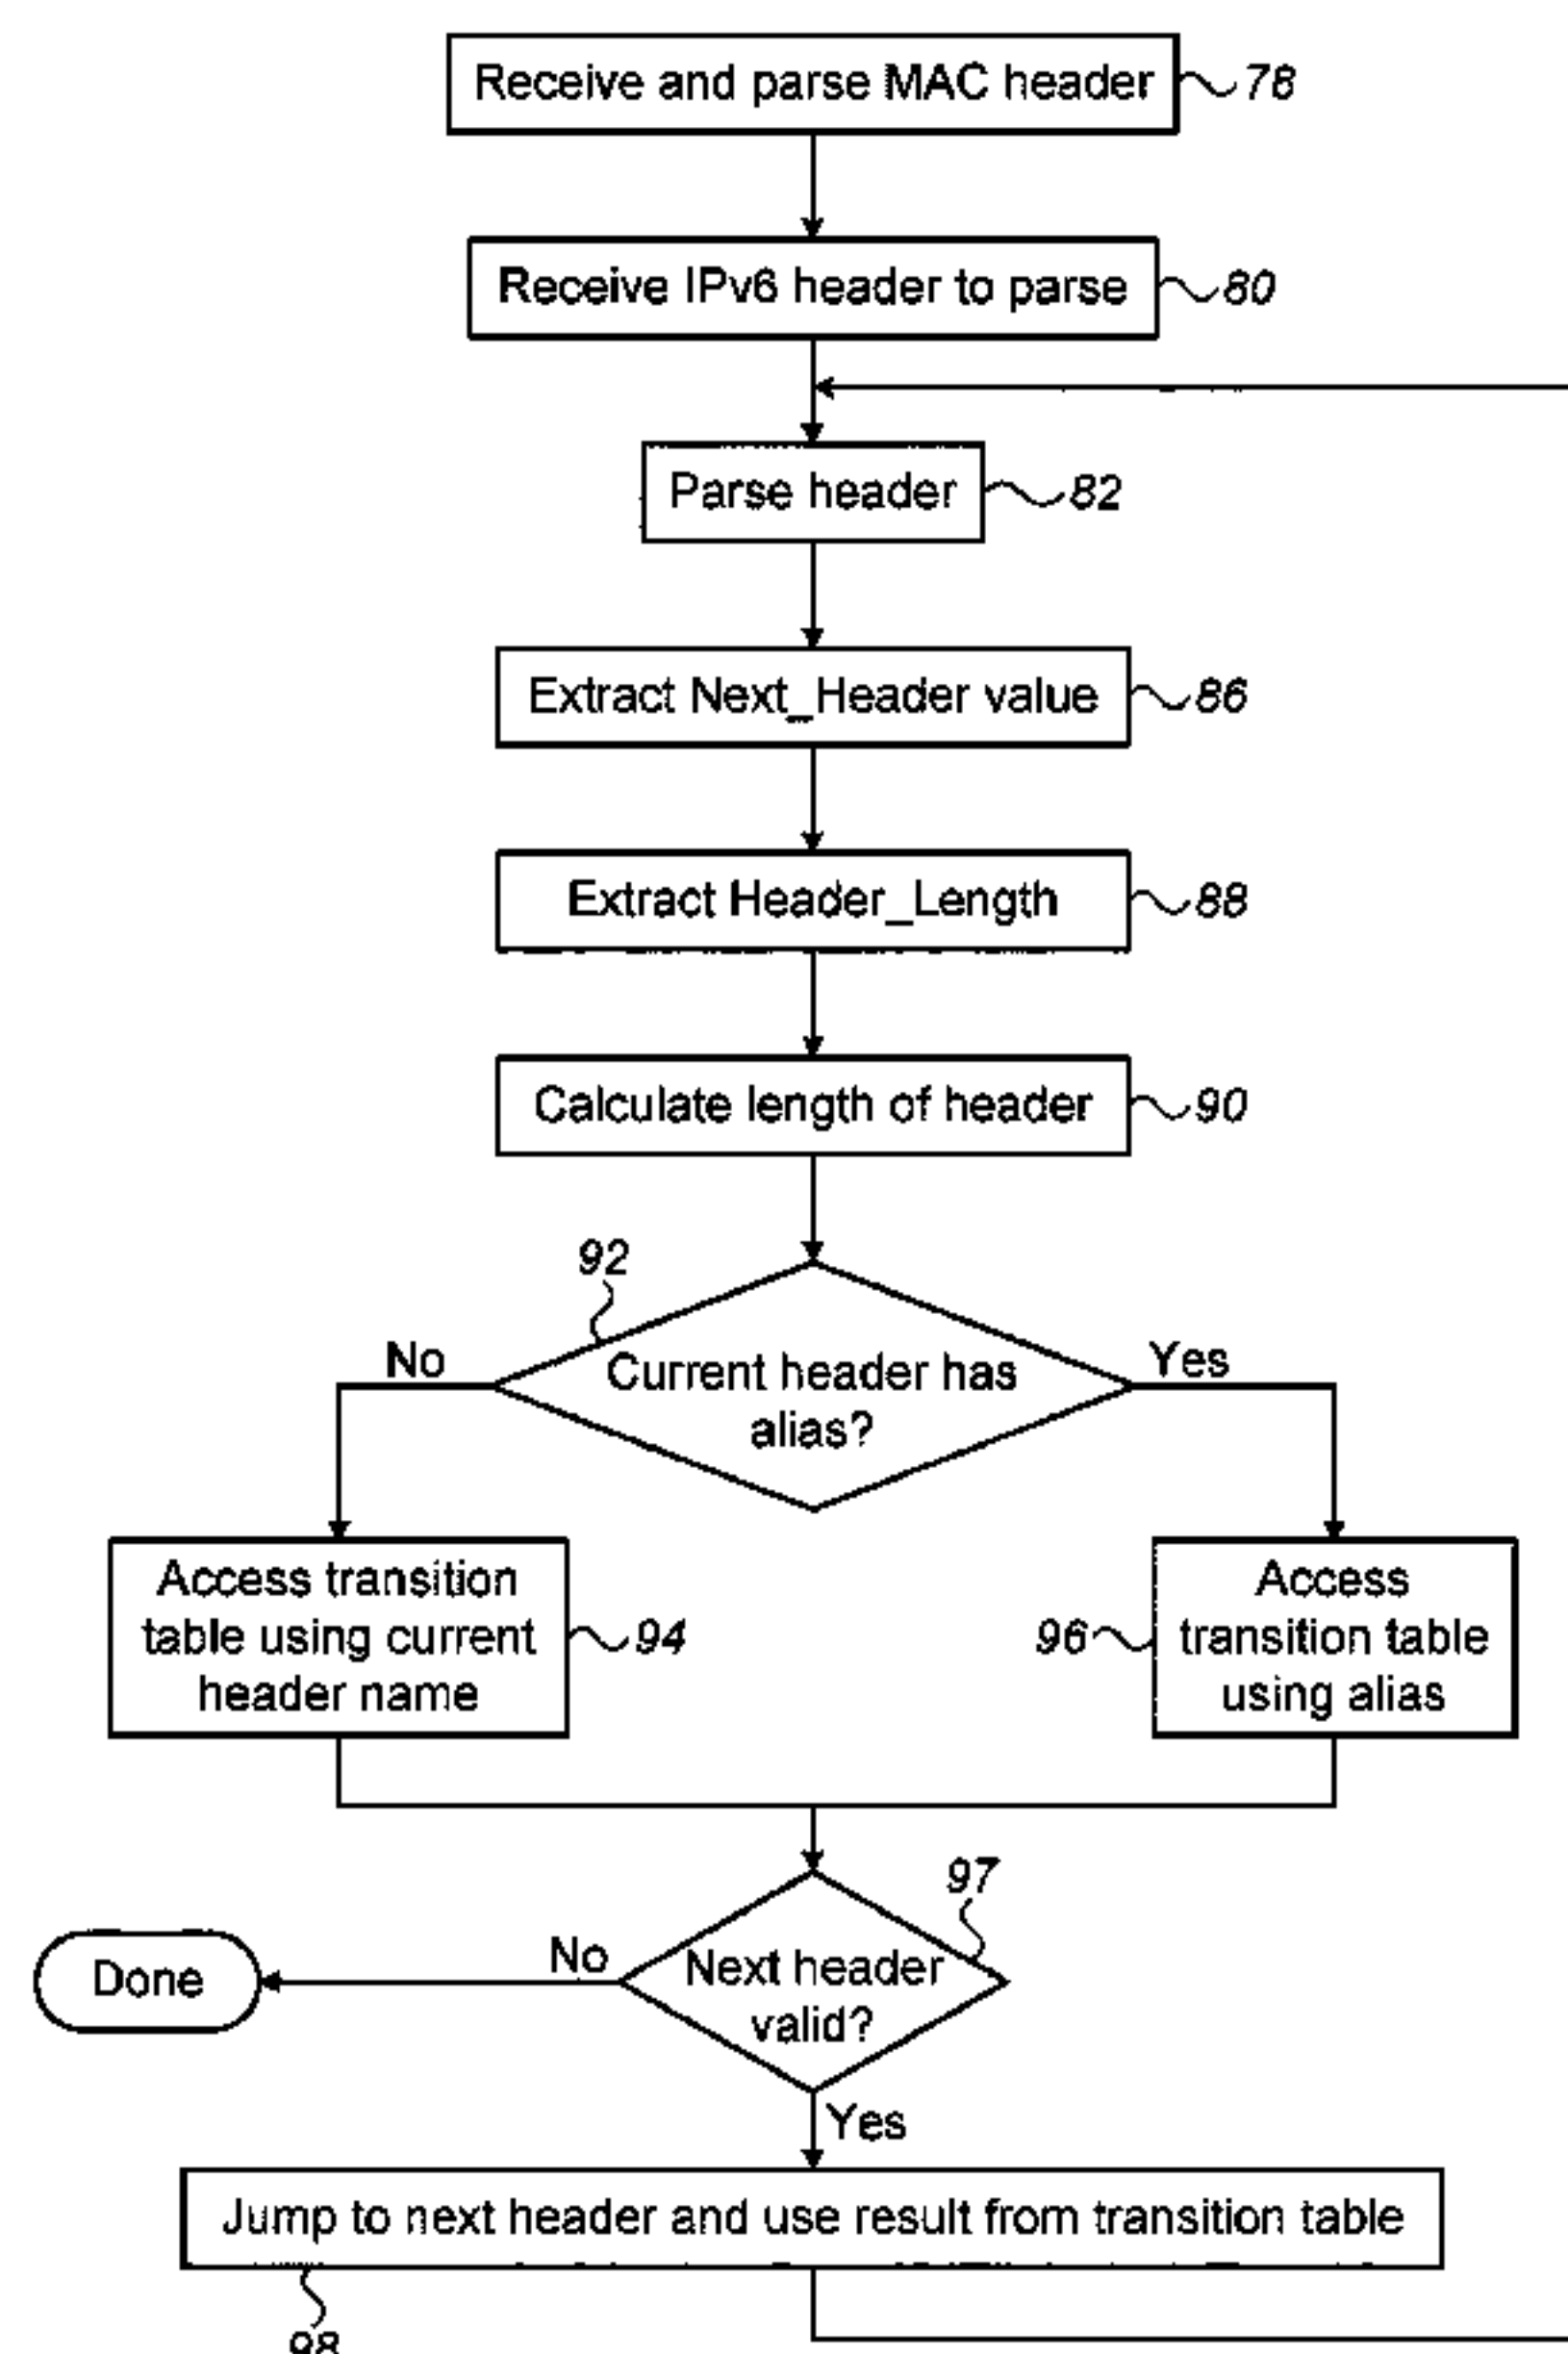 Receive and parse MAC header
78
Receive IPv6 header to parse
80
Parse header
82
Extract Next_Header value
86
Extract Header_Length
88
Calculate length of header
90
92
No
Yes
Current header has
alias?
Access transition
table using current
header name
94
96
Access
transition table
using alias
97
Next header
valid?
No
Done
Yes
Jump to next header and use result from transition table
98